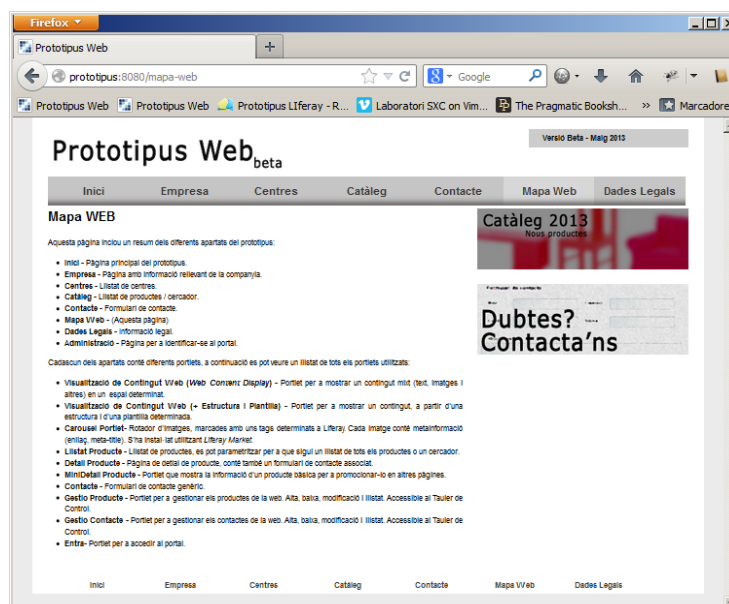 Firefox
Prototipus Web
prototipus:8080/mapa-web
Google
Prototipus Web Prototipus Web Prototipus LIferay - R... Laboratori SXC on Vim... The Pragmatic Booksh... » Marcadore
Prototipus Web beta
Versió Beta - Maig 2013
Inici Empresa Centres Catàleg Contacte Mapa Web Dades Legals
Mapa WEB
Aquesta pàgina inclou un resum dels diferents apartats del prototipus:
Inici - Pàgina principal del prototipus.
Empresa - Pàgina amb informació rellevant de la companyia.
Centres - Llistat de centres.
Catàleg - Llistat de productes / cercador.
Contacte - Formulari de contacte.
Mapa Web - (Aquesta pàgina)
Dades Legals - Informació legal.
Administració - Pàgina per a identificar-se al portal.
Cadascun dels apartats conté diferents portlets, a continuació es pot veure un llistat de tots els portlets utilitzats:
Visualització de Contingut Web (Web Content Display) - Portlet per a mostrar un contingut mixt (text, imatges i
altres) en un espai determinat.
Visualització de Contingut Web (+ Estructura i Plantilla) - Portlet per a mostrar un contingut, a partir d'una
estructura i d'una plantilla determinada.
Carousel Portlet- Rotador d'imatges, marcades amb uns tags determinats a Liferay. Cada imatge conté metainformació
(enllaç, meta-title). S'ha instal·lat utilitzant Liferay Market.
Llistat Producte - Llistat de productes, es pot parametritzar per a que sigui un llistat de tots els productes o un cercador.
Detall Producte - Pàgina de detlal de producte, conté també un formulari de contacte associat.
MiniDetall Producte - Portlet que mostra la informació d'un producte bàsica per a promocionar-lo en altres pàgines.
Contacte - Formulari de contacte genèric.
Gestio Producte - Portlet per a gestionar els productes de la web. Alta, baixa, modificació i llistat. Accessible al Tauler de
Control.
Gestio Contacte - Portlet per a gestionar els contactes de la web. Alta, baixa, modificació i llistat. Accessible al Tauler de
Control.
Entra- Portlet per a accedir al portal.
Catàleg 2013
Nous productes
Formulari de contacte
Dubtes?
Contacta'ns
Inici Empresa Centres Catàleg Contacte Mapa Web Dades Legals